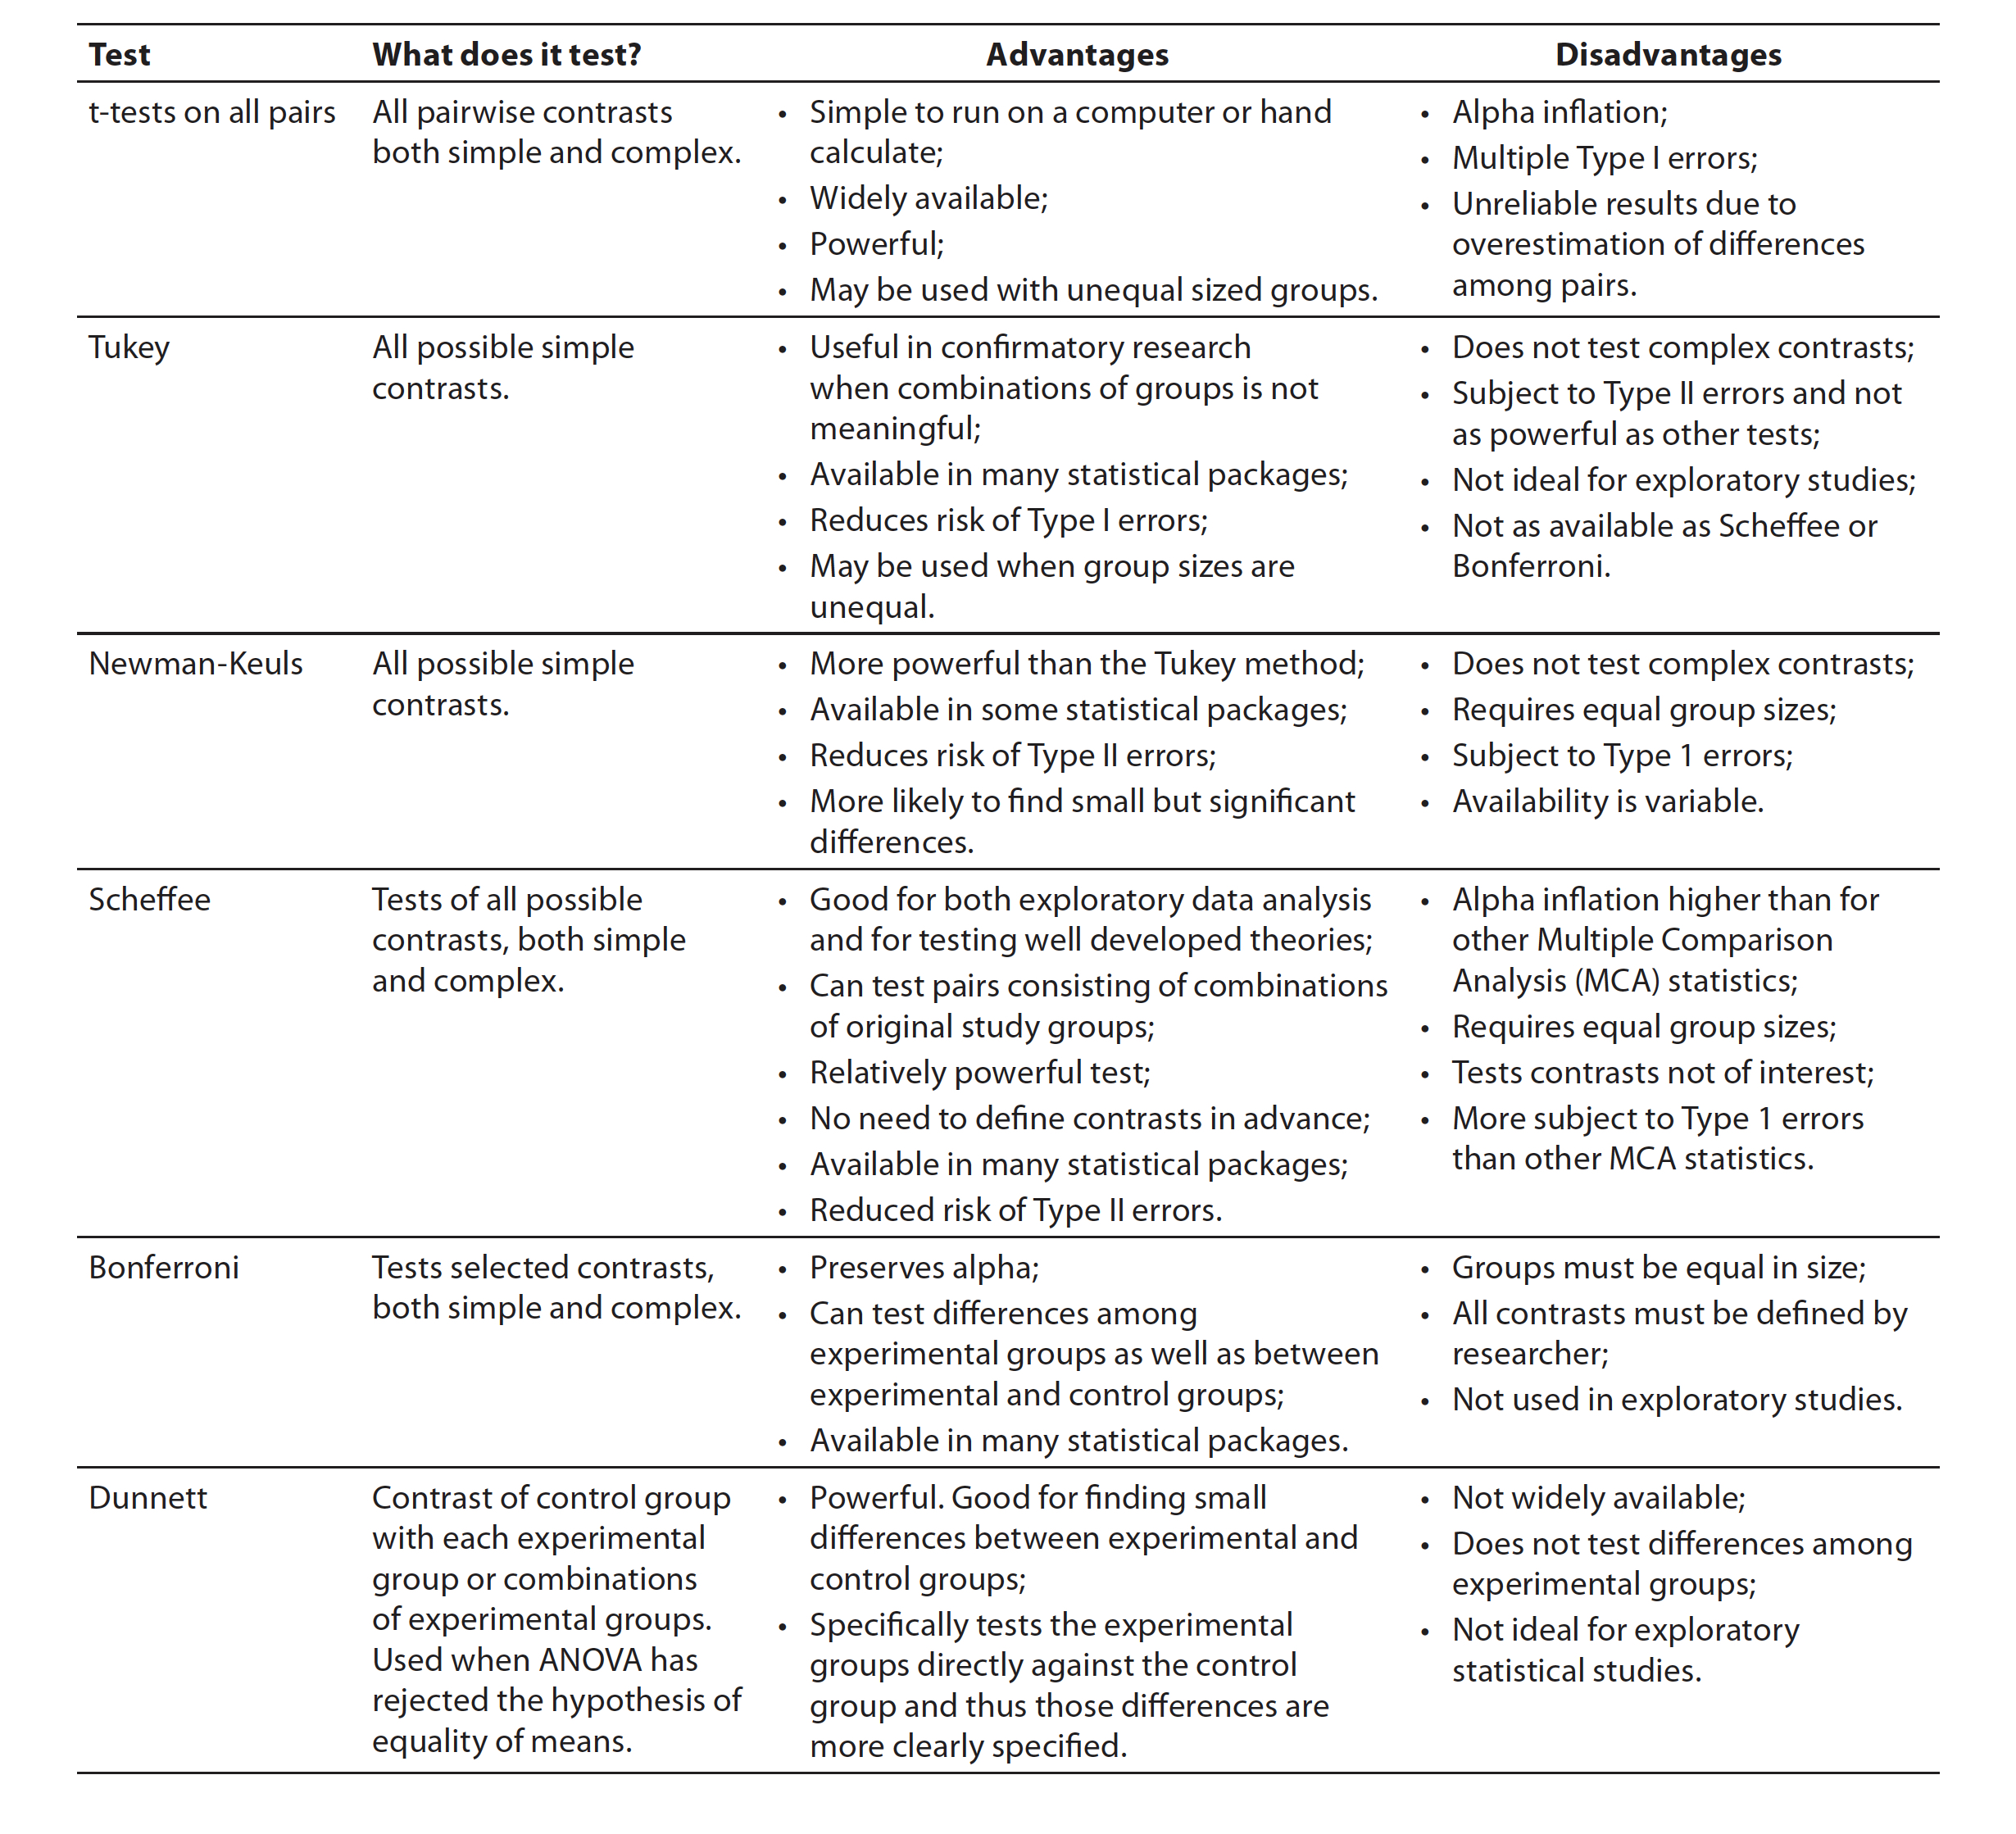 Test What does it test? Advantages Disadvantages
t-tests on all pairs
All pairwise contrasts
both simple and complex.
• Simple to run on a computer or hand
calculate;
• Widely available;
• Powerful;
• May be used with unequal sized groups.
• Alpha inflation;
• Multiple Type I errors;
• Unreliable results due to
overestimation of differences
among pairs.
Tukey
All possible simple
contrasts.
• Useful in confirmatory research
when combinations of groups is not
meaningful;
• Available in many statistical packages;
• Reduces risk of Type I errors;
• May be used when group sizes are
unequal.
• Does not test complex contrasts;
• Subject to Type II errors and not
as powerful as other tests;
• Not ideal for exploratory studies;
• Not as available as Scheffee or
Bonferroni.
Newman-Keuls
All possible simple
contrasts.
• More powerful than the Tukey method;
• Available in some statistical packages;
• Reduces risk of Type II errors;
• More likely to find small but significant
differences.
• Does not test complex contrasts;
• Requires equal group sizes;
• Subject to Type 1 errors;
• Availability is variable.
Scheffee
Tests of all possible
contrasts, both simple
and complex.
• Good for both exploratory data analysis
and for testing well developed theories;
• Can test pairs consisting of combinations
of original study groups;
• Relatively powerful test;
• No need to define contrasts in advance;
• Available in many statistical packages;
• Reduced risk of Type II errors.
• Alpha inflation higher than for
other Multiple Comparison
Analysis (MCA) statistics;
• Requires equal group sizes;
• Tests contrasts not of interest;
• More subject to Type 1 errors
than other MCA statistics.
Bonferroni
Tests selected contrasts,
both simple and complex.
• Preserves alpha;
• Can test differences among
experimental groups as well as between
experimental and control groups;
• Available in many statistical packages.
• Groups must be equal in size;
• All contrasts must be defined by
researcher;
• Not used in exploratory studies.
Dunnett
Contrast of control group
with each experimental
group or combinations
of experimental groups.
Used when ANOVA has
rejected the hypothesis of
equality of means.
• Powerful. Good for finding small
differences between experimental and
control groups;
• Specifically tests the experimental
groups directly against the control
group and thus those differences are
more clearly specified.
• Not widely available;
• Does not test differences among
experimental groups;
• Not ideal for exploratory
statistical studies.